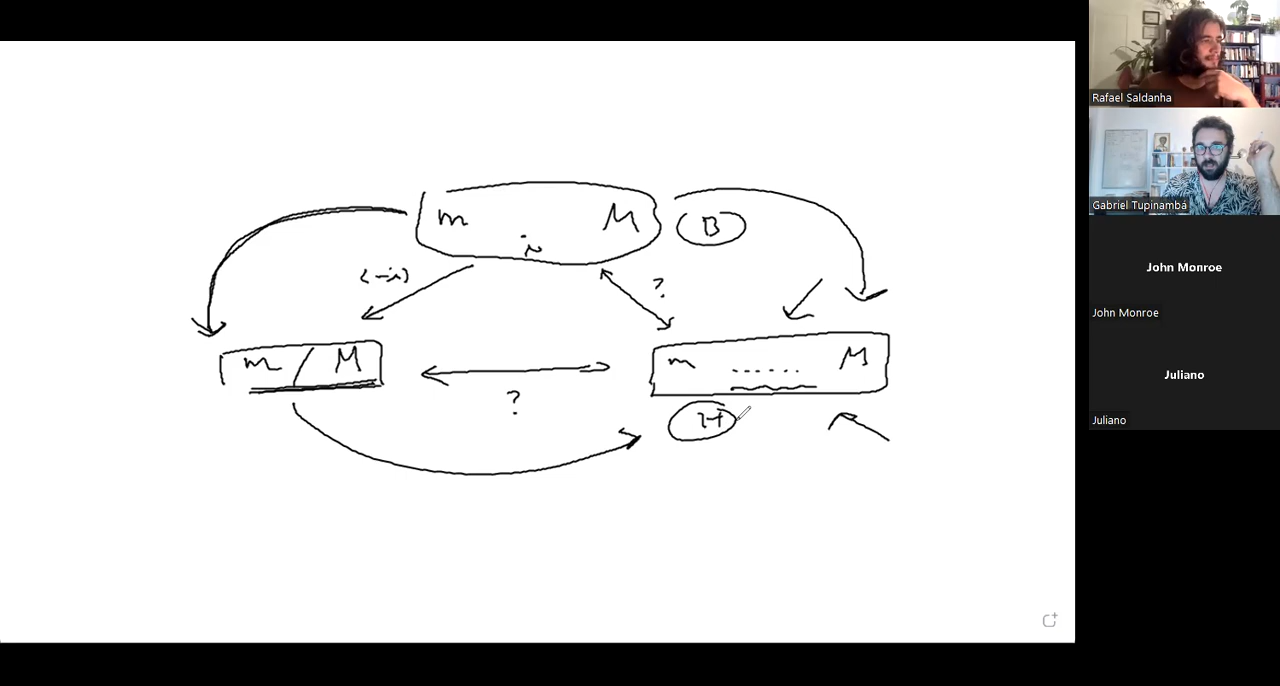 m M B
i
(-i)
?
m / M
m ...... M
?
H
Rafael Saldanha
Gabriel Tupinambá
John Monroe
John Monroe
Juliano
Juliano